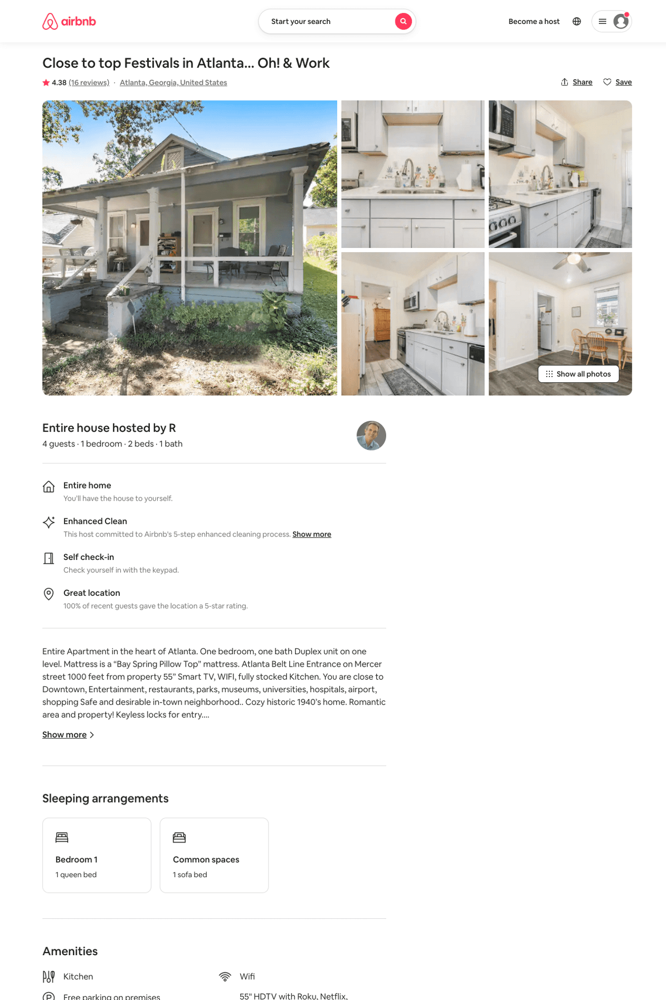 airbnb
Start your search
Become a host
Close to top Festivals in Atlanta... Oh! & Work
4.38 (16 reviews) · Atlanta, Georgia, United States
Share
Save
Show all photos
Entire house hosted by R
4 guests · 1 bedroom · 2 beds · 1 bath
Entire home
You’ll have the house to yourself.
Enhanced Clean
This host committed to Airbnb's 5-step enhanced cleaning process. Show more
Self check-in
Check yourself in with the keypad.
Great location
100% of recent guests gave the location a 5-star rating.
Entire Apartment in the heart of Atlanta. One bedroom, one bath Duplex unit on one
level. Mattress is a “Bay Spring Pillow Top” mattress. Atlanta Belt Line Entrance on Mercer
street 1000 feet from property 55” Smart TV, WIFI, fully stocked Kitchen. You are close to
Downtown, Entertainment, restaurants, parks, museums, universities, hospitals, airport,
shopping Safe and desirable in-town neighborhood.. Cozy historic 1940’s home. Romantic
area and property! Keyless locks for entry....
Show more
Sleeping arrangements
Bedroom 1
1 queen bed
Common spaces
1 sofa bed
Amenities
Kitchen
Wifi
Free parking on premises
55" HDTV with Roku, Netflix,